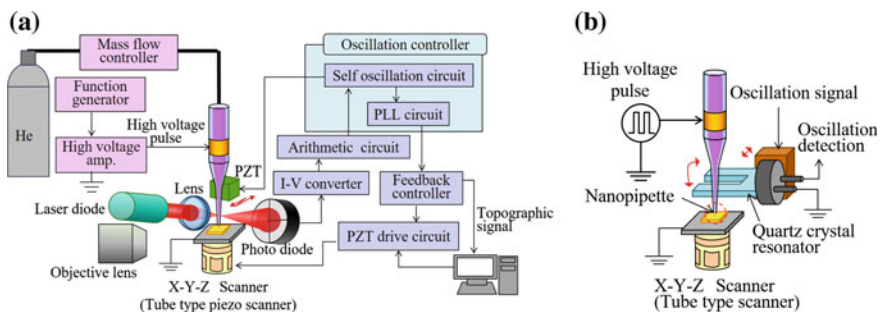 (a)
Mass flow
controller
Oscillation controller
Self oscillation circuit
Function
generator
PLL circuit
High voltage
pulse
He
High voltage
amp.
Arithmetic circuit
PZT
I-V converter
Lens
Feedback
controller
Laser diode
Topographic
signal
Photo diode
PZT drive circuit
Objective lens
X-Y-Z Scanner
(Tube type piezo scanner)
(b)
High voltage
pulse
Oscillation signal
Oscillation
detection
Nanopipette
Quartz crystal
resonator
X-Y-Z Scanner
(Tube type scanner)